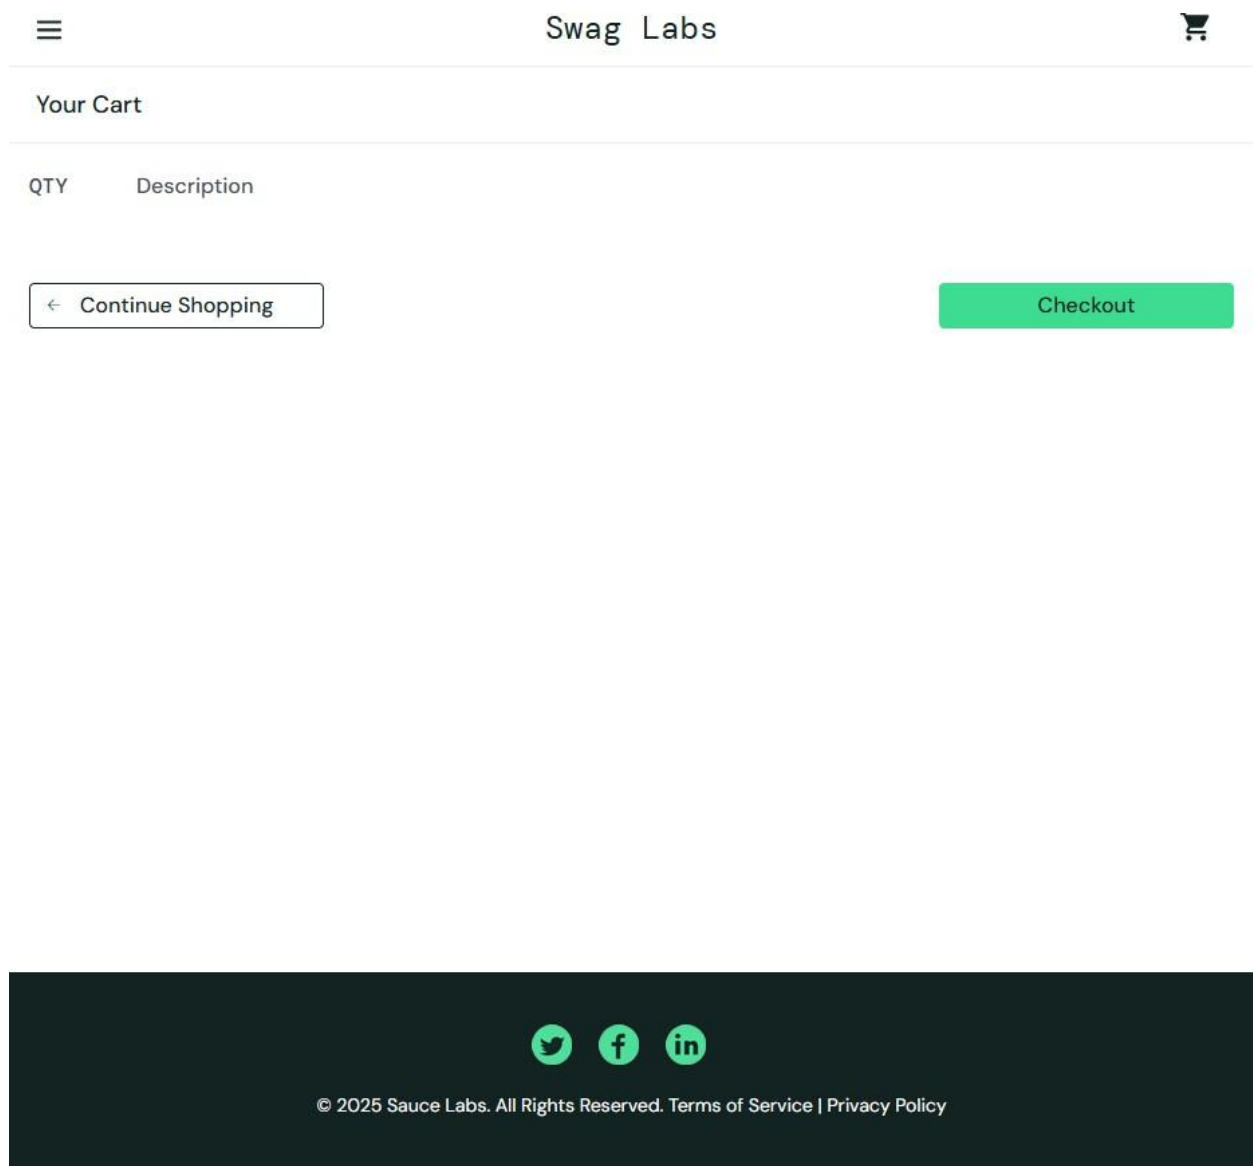 Swag Labs
Your Cart
QTY Description
Continue Shopping Checkout
© 2025 Sauce Labs. All Rights Reserved. Terms of Service | Privacy Policy